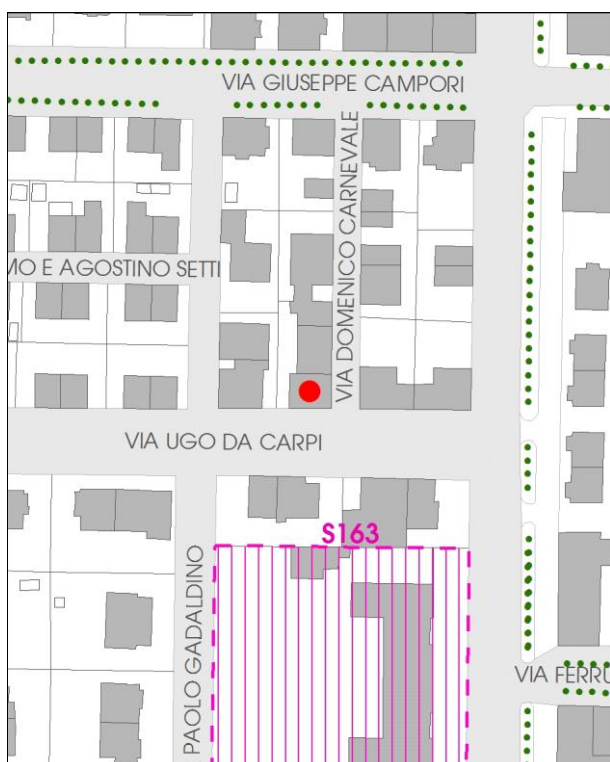 VIA GIUSEPPE CAMPORI
VIA DOMENICO CARNEVALE
MO E AGOSTINO SETTI
VIA UGO DA CARPI
S163
PAOLO GADALDINO
VIA FERRU